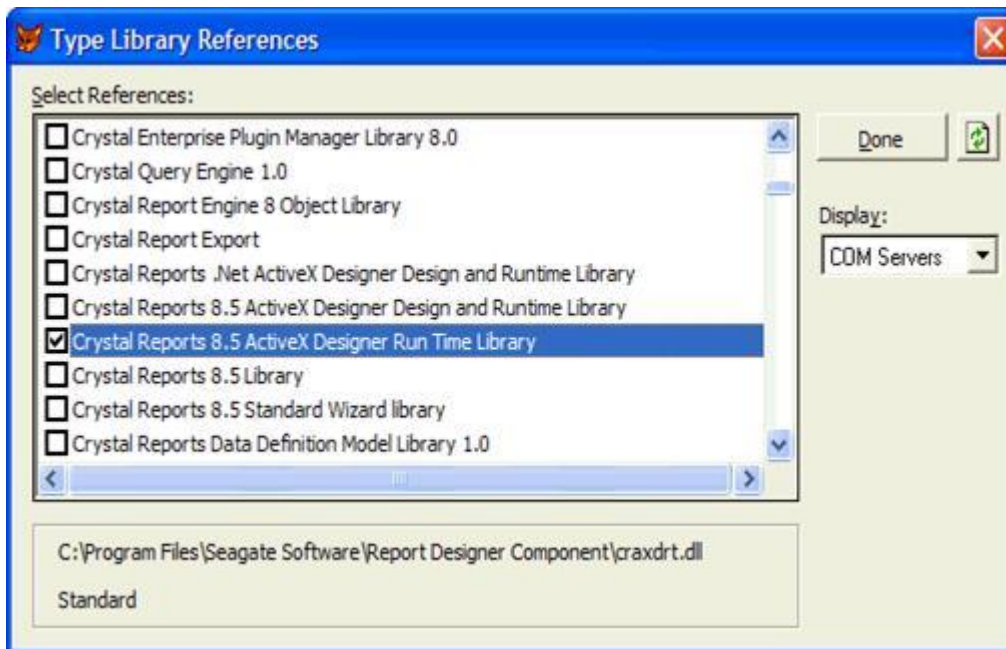 Type Library References
Select References:
Crystal Enterprise Plugin Manager Library 8.0
Crystal Query Engine 1.0
Crystal Report Engine 8 Object Library
Crystal Report Export
Crystal Reports .Net ActiveX Designer Design and Runtime Library
Crystal Reports 8.5 ActiveX Designer Design and Runtime Library
Crystal Reports 8.5 ActiveX Designer Run Time Library
Crystal Reports 8.5 Library
Crystal Reports 8.5 Standard Wizard library
Crystal Reports Data Definition Model Library 1.0
Done
Display:
COM Servers
C:\Program Files\Seagate Software\Report Designer Component\craxdrt.dll
Standard